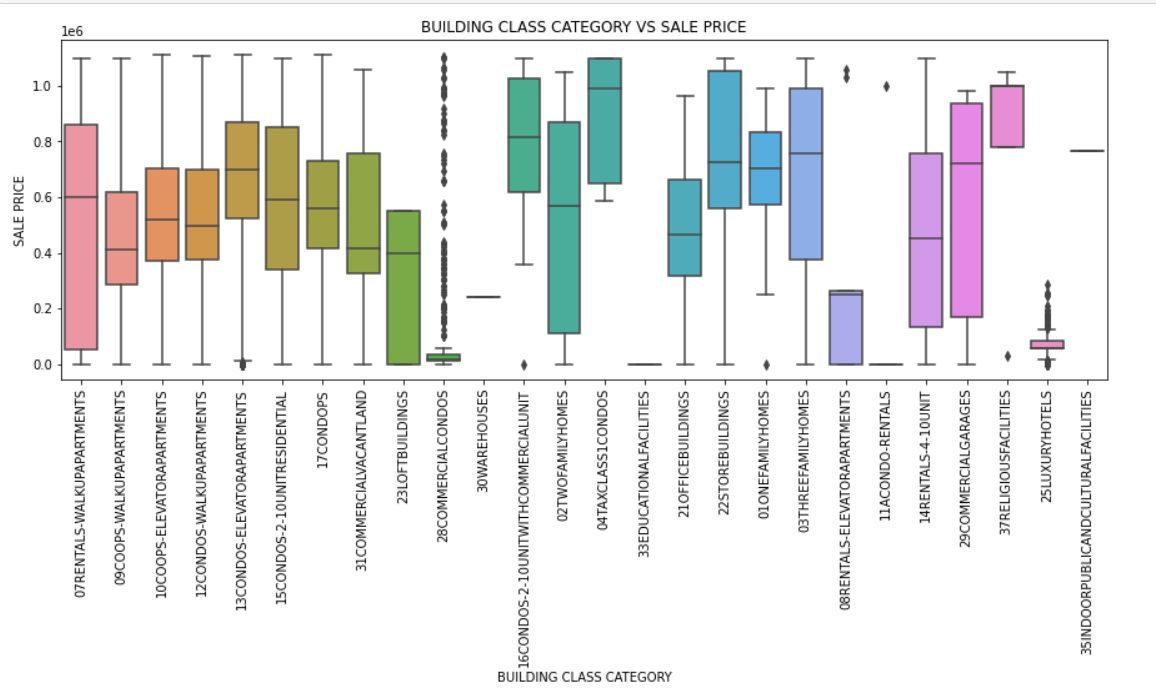 BUILDING CLASS CATEGORY VS SALE PRICE
1e6
1.0
0.8
0.6
0.4
0.2
0.0
SALE PRICE
07RENTALS-WALKUPAPARTMENTS
09COOPS-WALKUPAPARTMENTS
10COOPS-ELEVATORAPARTMENTS
12CONDOS-WALKUPAPARTMENTS
13CONDOS-ELEVATORAPARTMENTS
15CONDOS-2-10UNITRESIDENTIAL
17CONDOPS
31COMMERCIALVACANTLAND
23LOFTBUILDINGS
28COMMERCIALCONDOS
30WAREHOUSES
16CONDOS-2-10UNITWITHCOMMERCIALUNIT
02TWOFAMILYHOMES
04TAXCLASS1CONDOS
33EDUCATIONALFACILITIES
21OFFICEBUILDINGS
22STOREBUILDINGS
01ONEFAMILYHOMES
03THREEFAMILYHOMES
08RENTALS-ELEVATORAPARTMENTS
11ACONDO-RENTALS
14RENTALS-4-10UNIT
29COMMERCIALGARAGES
37RELIGIOUSFACILITIES
25LUXURYHOTELS
35INDOORPUBLICANDCULTURALFACILITIES
BUILDING CLASS CATEGORY